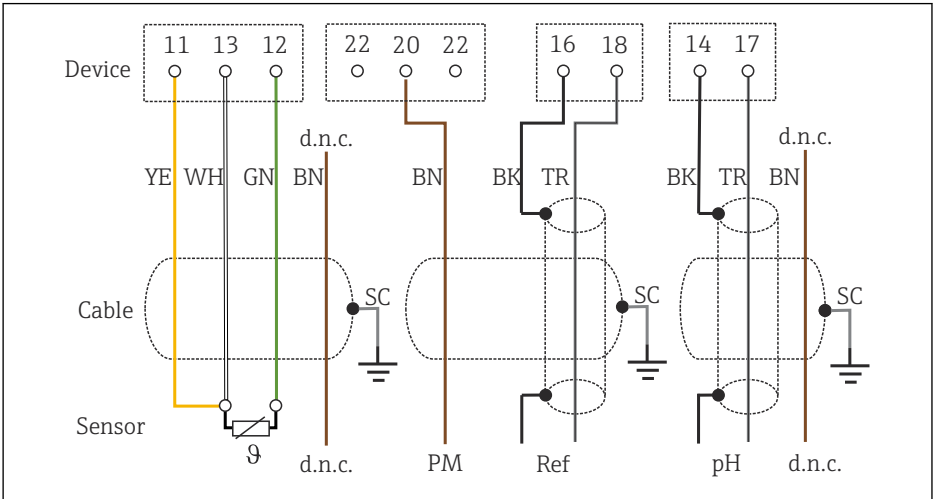 11 13 12 22 20 22 16 18 14 17
Device
d.n.c. d.n.c.
YE WH GN BN BN BK TR BK TR BN
SC SC SC
Cable
Sensor
ϑ
d.n.c. PM Ref pH d.n.c.